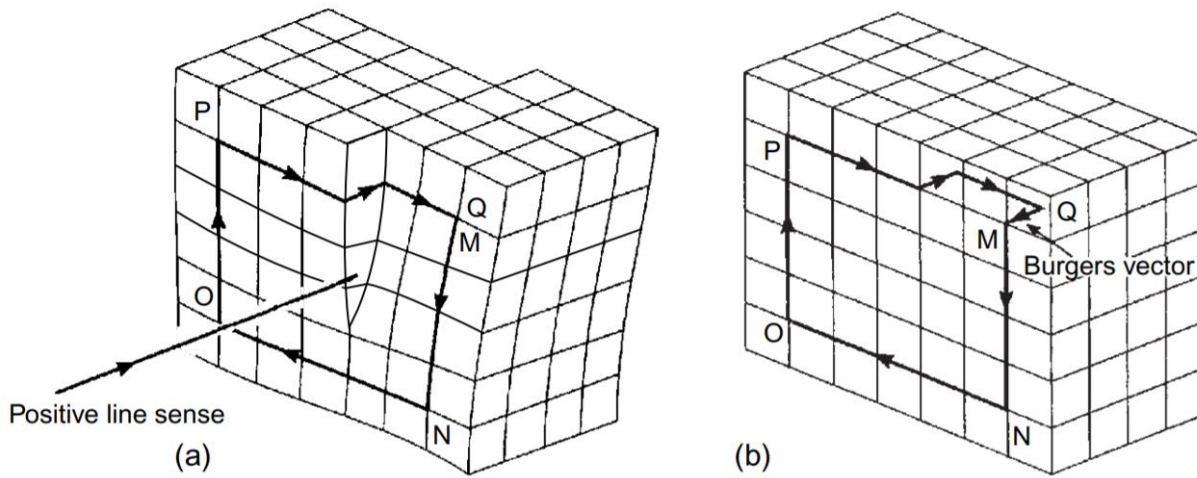 P
Q
M
O
N
Positive line sense
(a)
P
Q
M
Burgers vector
O
N
(b)